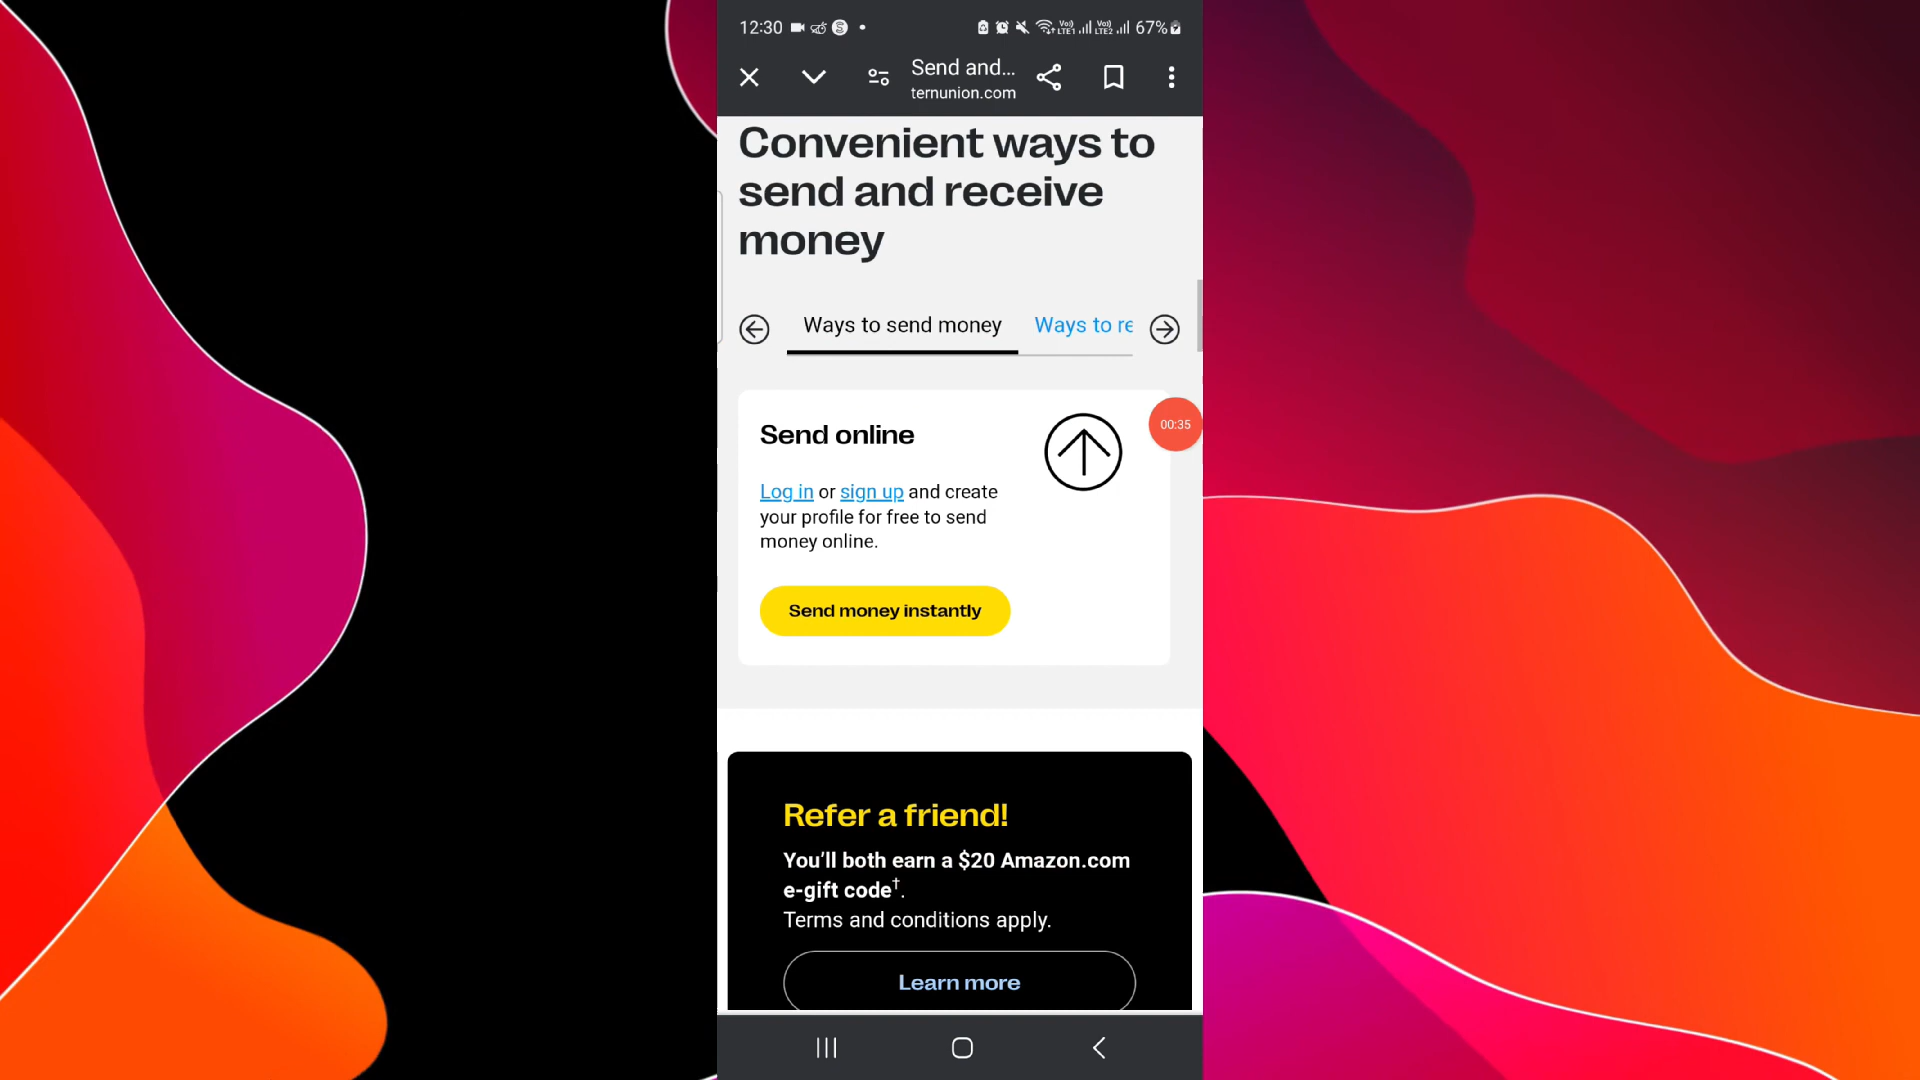 12:30
67%
Send and...
ternunion.com
Convenient ways to
send and receive
money
Ways to send money
Ways to re
Send online
00:35
Log in or sign up and create
your profile for free to send
money online.
Send money instantly
Refer a friend!
You'll both earn a $20 Amazon.com
e-gift code†.
Terms and conditions apply.
Learn more